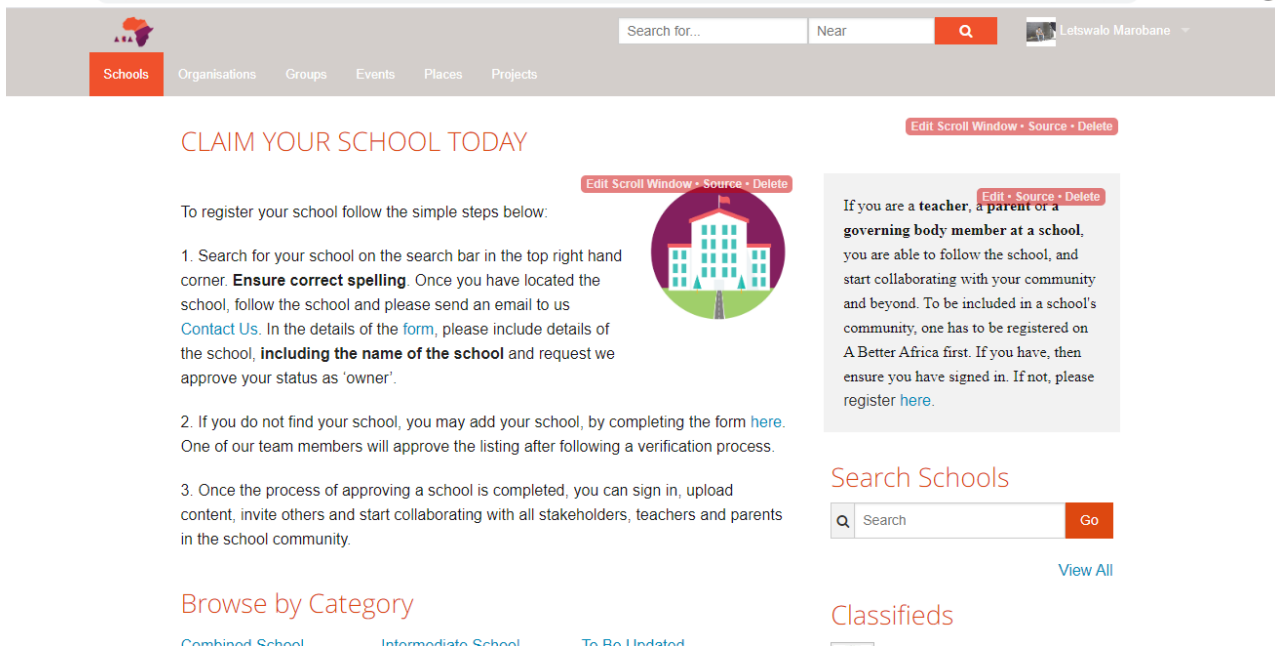 ABA
Search for...
Near
Letswalo Marobane
Schools
Organisations
Groups
Events
Places
Projects
CLAIM YOUR SCHOOL TODAY
Edit Scroll Window • Source • Delete
To register your school follow the simple steps below:
1. Search for your school on the search bar in the top right hand
corner. Ensure correct spelling. Once you have located the
school, follow the school and please send an email to us
Contact Us. In the details of the form, please include details of
the school, including the name of the school and request we
approve your status as ‘owner’.
2. If you do not find your school, you may add your school, by completing the form here.
One of our team members will approve the listing after following a verification process.
3. Once the process of approving a school is completed, you can sign in, upload
content, invite others and start collaborating with all stakeholders, teachers and parents
in the school community.
Browse by Category
Combined School
Intermediate School
To Be Updated
Edit Scroll Window • Source • Delete
Edit • Source • Delete
If you are a teacher, a parent or a
governing body member at a school,
you are able to follow the school, and
start collaborating with your community
and beyond. To be included in a school's
community, one has to be registered on
A Better Africa first. If you have, then
ensure you have signed in. If not, please
register here.
Search Schools
Search
Go
View All
Classifieds